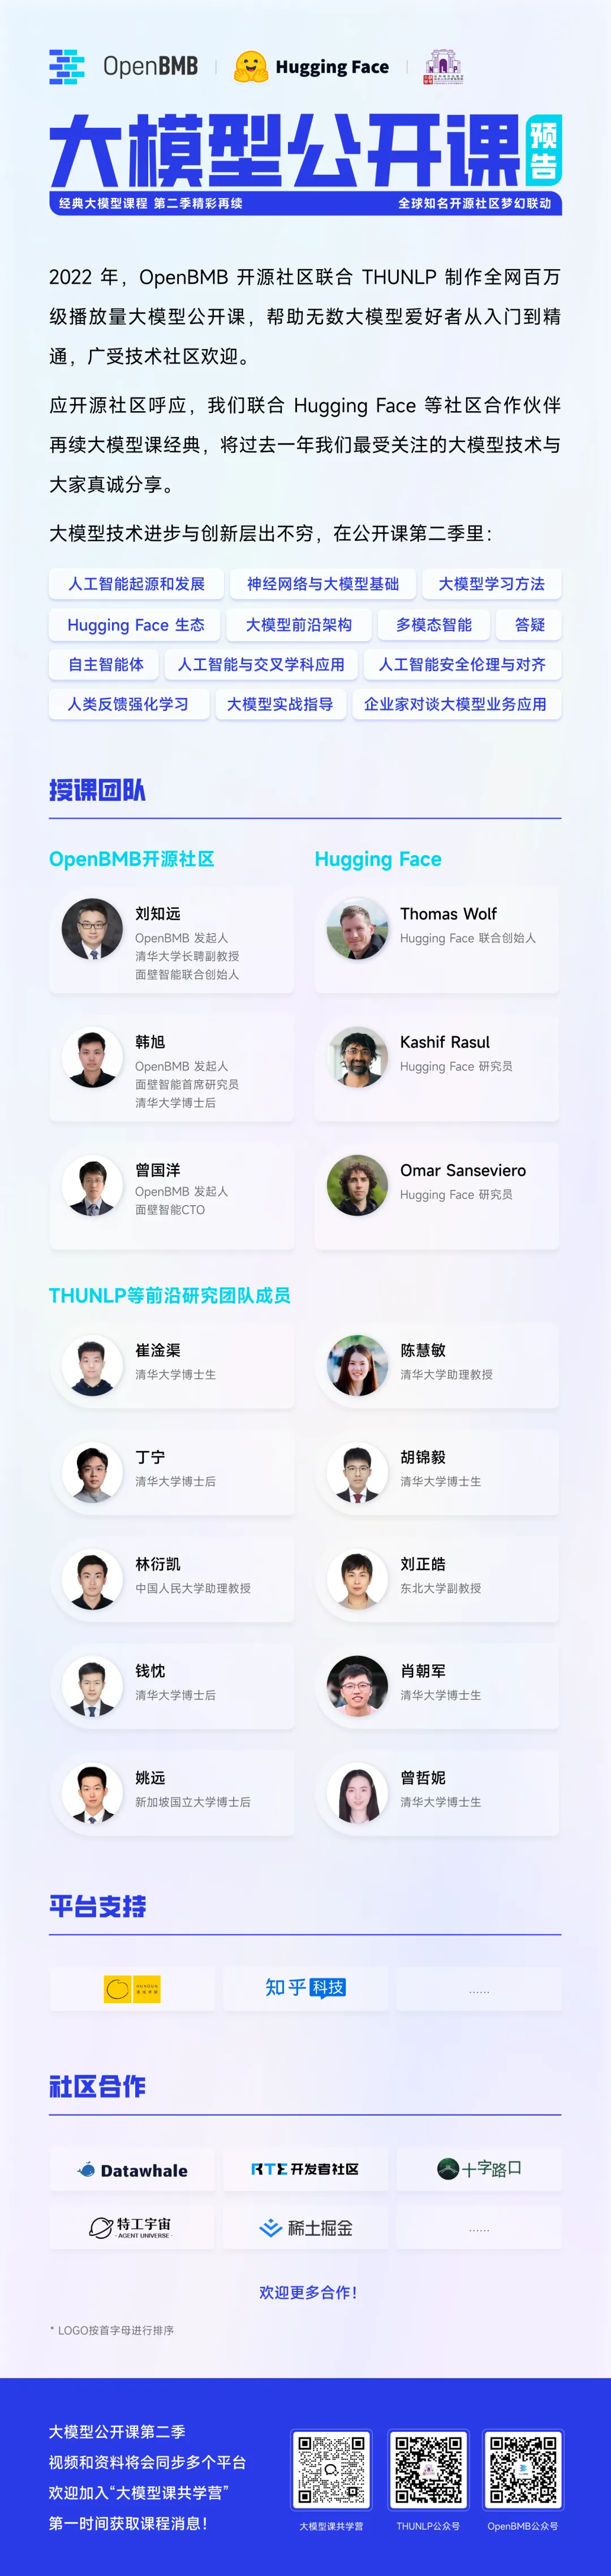 OpenBMB
Hugging Face
大模型公开课
预告
经典大模型课程 第二季精彩再续
全球知名开源社区梦幻联动
2022 年，OpenBMB 开源社区联合 THUNLP 制作全网百万
级播放量大模型公开课，帮助无数大模型爱好者从入门到精
通，广受技术社区欢迎。
应开源社区呼应，我们联合 Hugging Face 等社区合作伙伴
再续大模型课经典，将过去一年我们最受关注的大模型技术与
大家真诚分享。
大模型技术进步与创新层出不穷，在公开课第二季里：
人工智能起源和发展
神经网络与大模型基础
大模型学习方法
Hugging Face 生态
大模型前沿架构
多模态智能
答疑
自主智能体
人工智能与交叉学科应用
人工智能安全伦理与对齐
人类反馈强化学习
大模型实战指导
企业家对谈大模型业务应用
授课团队
OpenBMB开源社区
Hugging Face
刘知远
OpenBMB 发起人
清华大学长聘副教授
面壁智能联合创始人
Thomas Wolf
Hugging Face 联合创始人
韩旭
OpenBMB 发起人
面壁智能首席研究员
清华大学博士后
Kashif Rasul
Hugging Face 研究员
曾国洋
OpenBMB 发起人
面壁智能CTO
Omar Sanseviero
Hugging Face 研究员
THUNLP等前沿研究团队成员
崔淦渠
清华大学博士生
陈慧敏
清华大学助理教授
丁宁
清华大学博士后
胡锦毅
清华大学博士生
林衍凯
中国人民大学助理教授
刘正皓
东北大学副教授
钱忱
清华大学博士后
肖朝军
清华大学博士生
姚远
新加坡国立大学博士后
曾哲妮
清华大学博士生
平台支持
HUNDUN
知乎 科技
......
社区合作
Datawhale
RTE 开发者社区
十字路口
特工宇宙
- AGENT UNIVERSE -
稀土掘金
......
欢迎更多合作！
* LOGO按首字母进行排序
大模型公开课第二季
视频和资料将会同步多个平台
欢迎加入“大模型课共学营”
第一时间获取课程消息！
大模型课共学营
THUNLP公众号
OpenBMB公众号